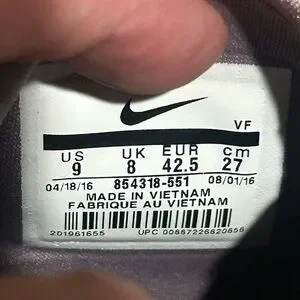 VF
US UK EUR cm
9 8 42.5 27
04/18/16 854318-551 08/01/16
MADE IN VIETNAM
FABRIQUE AU VIETNAM
201961655 UPC 00887226820656